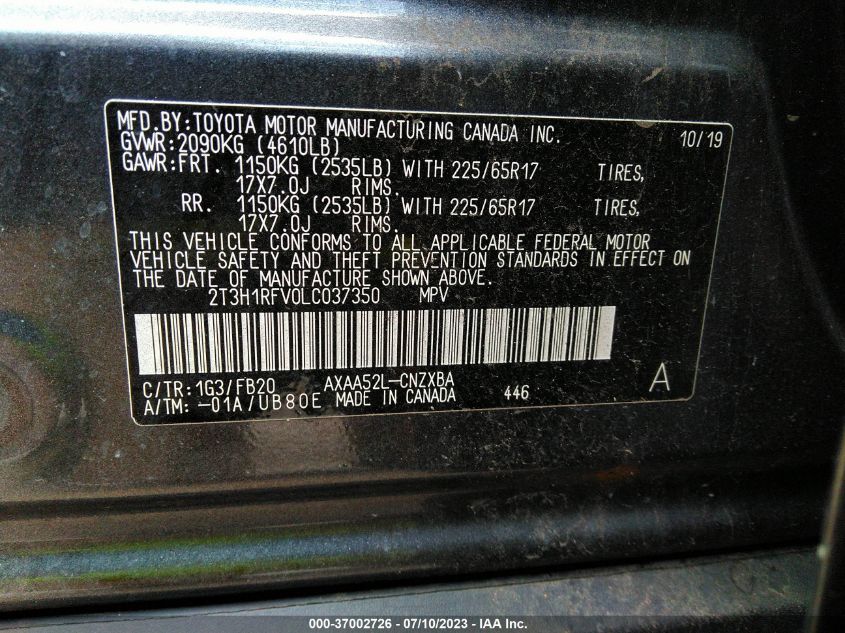 MFD.BY:TOYOTA MOTOR MANUFACTURING CANADA INC. 10/19
GVWR:2090KG (4610LB)
GAWR:FRT. 1150KG (2535LB) WITH 225/65R17 TIRES,
17X7.0J RIMS.
RR. 1150KG (2535LB) WITH 225/65R17 TIRES,
17X7.0J RIMS.
THIS VEHICLE CONFORMS TO ALL APPLICABLE FEDERAL MOTOR
VEHICLE SAFETY AND THEFT PREVENTION STANDARDS IN EFFECT ON
THE DATE OF MANUFACTURE SHOWN ABOVE.
2T3H1RFV0LC037350 MPV
C/TR:1G3/FB20 AXAA52L-CNZXBA A
A/TM:-01A/UB80E MADE IN CANADA 446
000-37002726 - 07/10/2023 - IAA Inc.